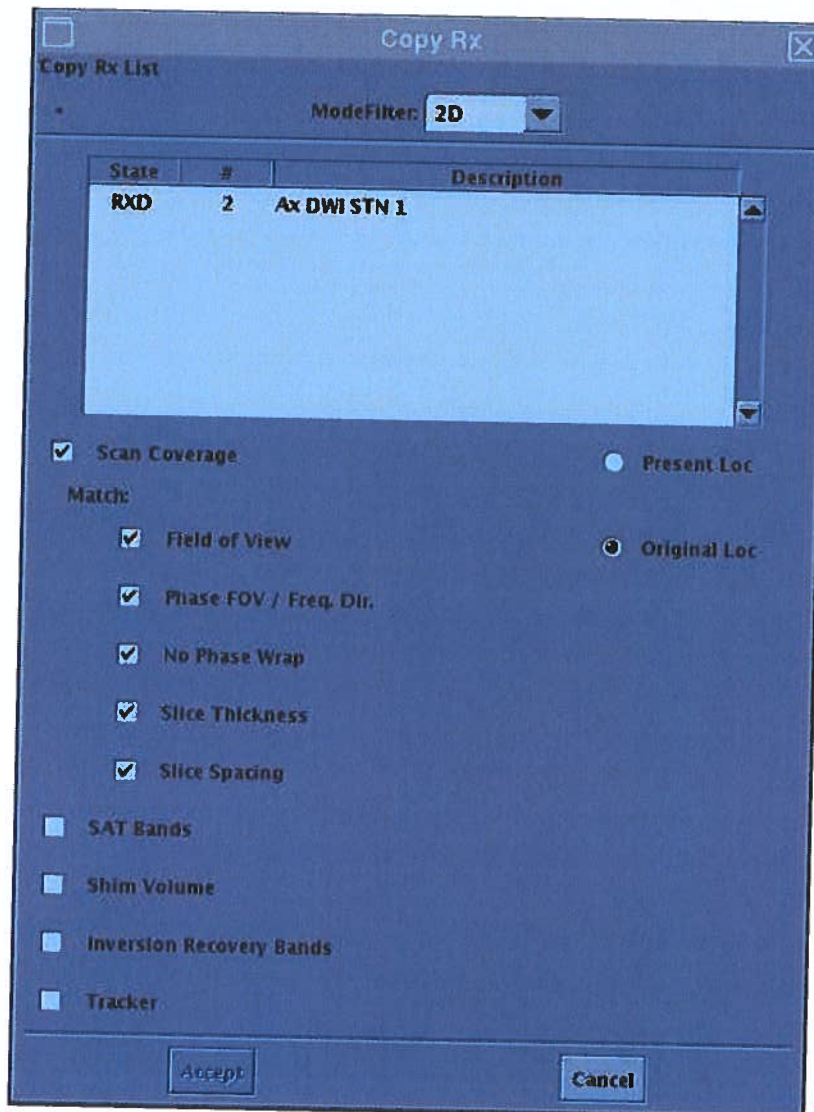 Copy Rx
Copy Rx List
ModeFilter: 2D
State # Description
RXD 2 Ax DWI STN 1
Scan Coverage
Present Loc
Match:
Field of View
Original Loc
Phase FOV / Freq. Dir.
No Phase Wrap
Slice Thickness
Slice Spacing
SAT Bands
Shim Volume
Inversion Recovery Bands
Tracker
Accept Cancel